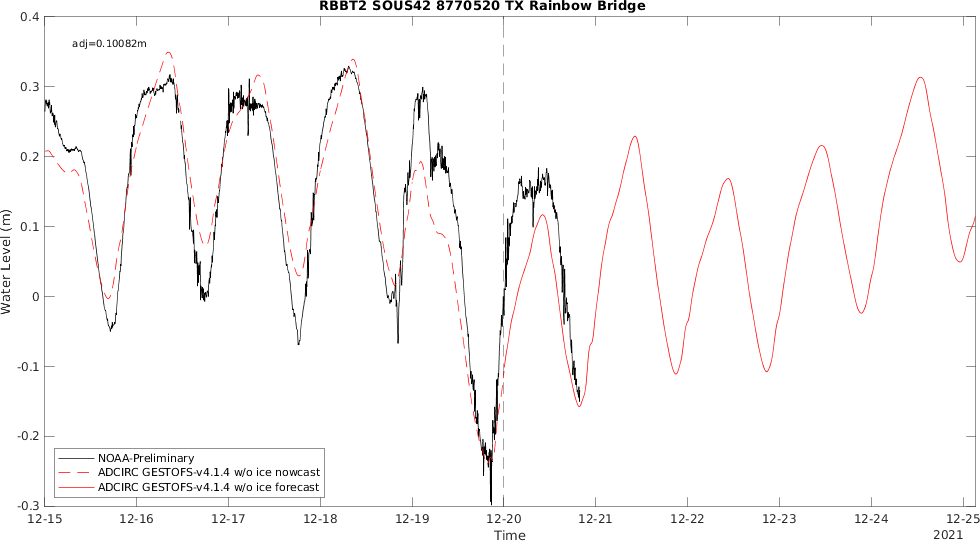 RBBT2 SOUS42 8770520 TX Rainbow Bridge
adj=0.10082m
0.4
0.3
0.2
0.1
0
-0.1
-0.2
-0.3
Water Level (m)
NOAA-Preliminary
ADCIRC GESTOFS-v4.1.4 w/o ice nowcast
ADCIRC GESTOFS-v4.1.4 w/o ice forecast
12-15 12-16 12-17 12-18 12-19 12-20 12-21 12-22 12-23 12-24 12-25
Time
2021